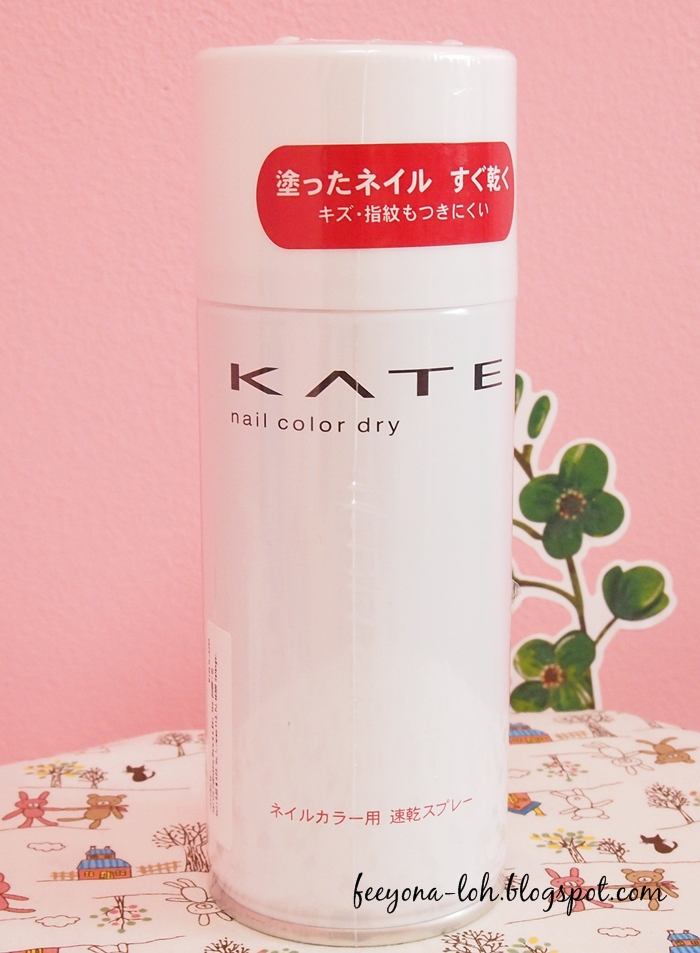 塗ったネイル すぐ乾く
キズ・指紋もつきにくい
KATE
nail color dry
ネイルカラー用 速乾スプレー
feeyona-loh.blogspot.com